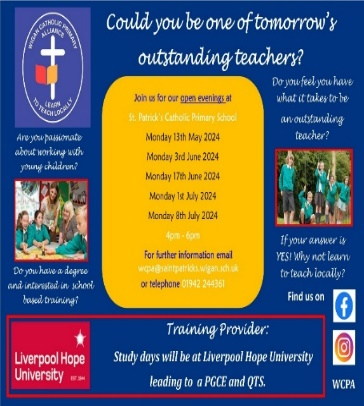 WIGAN CATHOLIC PRIMARY
ALLIANCE
LEARN
TO TEACH LOCALLY
Could you be one of tomorrow's
outstanding teachers?
Are you passionate
about working with
young children?
Do you have a degree
and interested in school
based training?
Join us for our open evenings at
St. Patrick's Catholic Primary School
Monday 13th May 2024
Monday 3rd June 2024
Monday 17th June 2024
Monday 1st July 2024
Monday 8th July 2024
4pm - 6pm
For further information email
wcpa@saintpatricks.wigan.sch.uk
or telephone 01942 244361
Do you feel you have
what it takes to be
an outstanding
teacher?
If your answer is
YES! Why not learn
to teach locally?
Find us on
WCPA
Liverpool Hope
University
EST 1844
Training Provider:
Study days will be at Liverpool Hope University
leading to a PGCE and QTS.